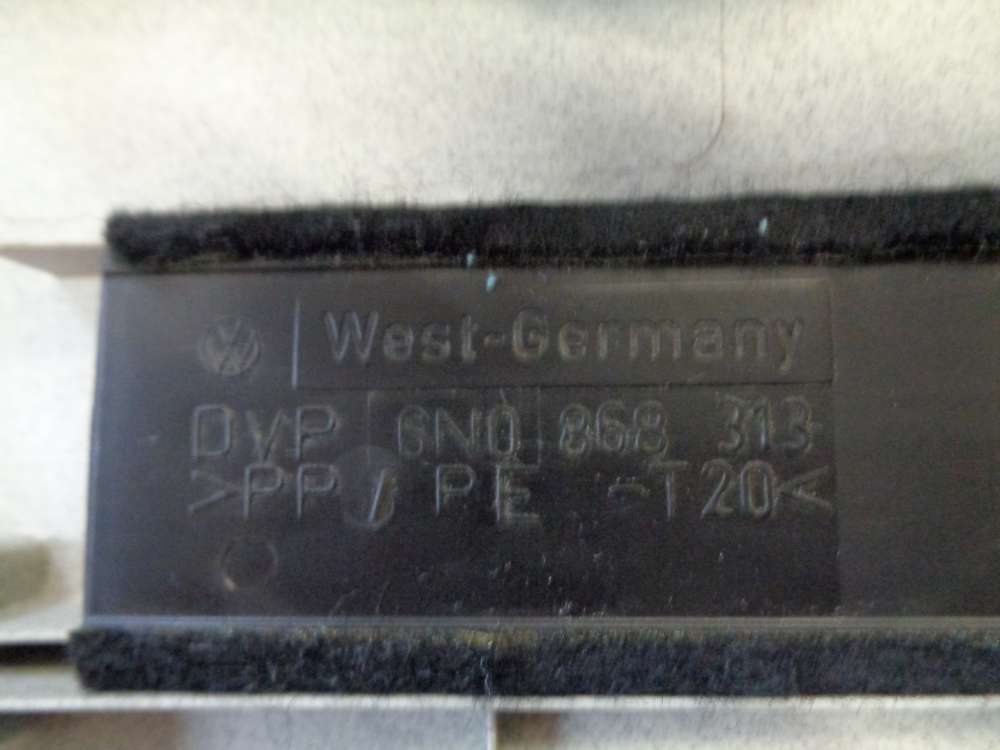 West-Germany
DVP 6N0 868 313
>PP/PE-T20<